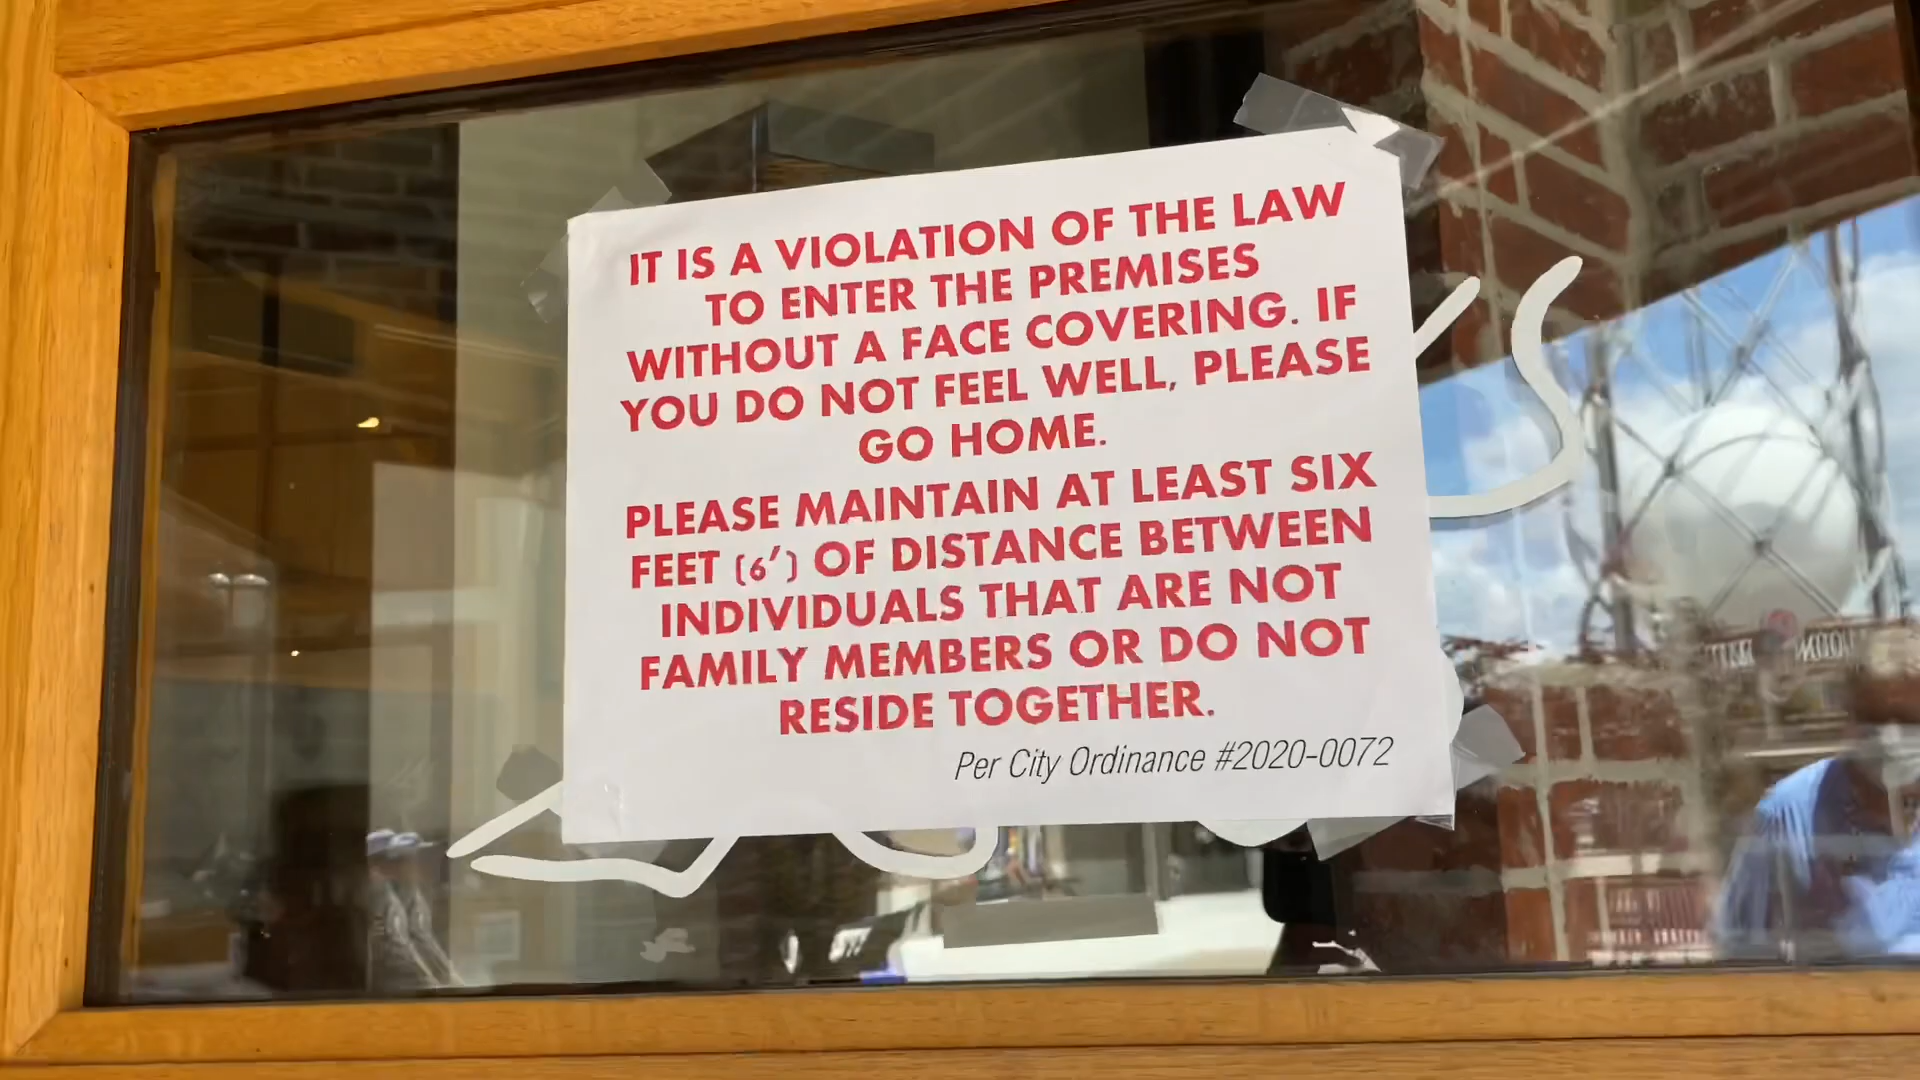 IT IS A VIOLATION OF THE LAW
TO ENTER THE PREMISES
WITHOUT A FACE COVERING. IF
YOU DO NOT FEEL WELL, PLEASE
GO HOME.
PLEASE MAINTAIN AT LEAST SIX
FEET (6') OF DISTANCE BETWEEN
INDIVIDUALS THAT ARE NOT
FAMILY MEMBERS OR DO NOT
RESIDE TOGETHER.
Per City Ordinance #2020-0072